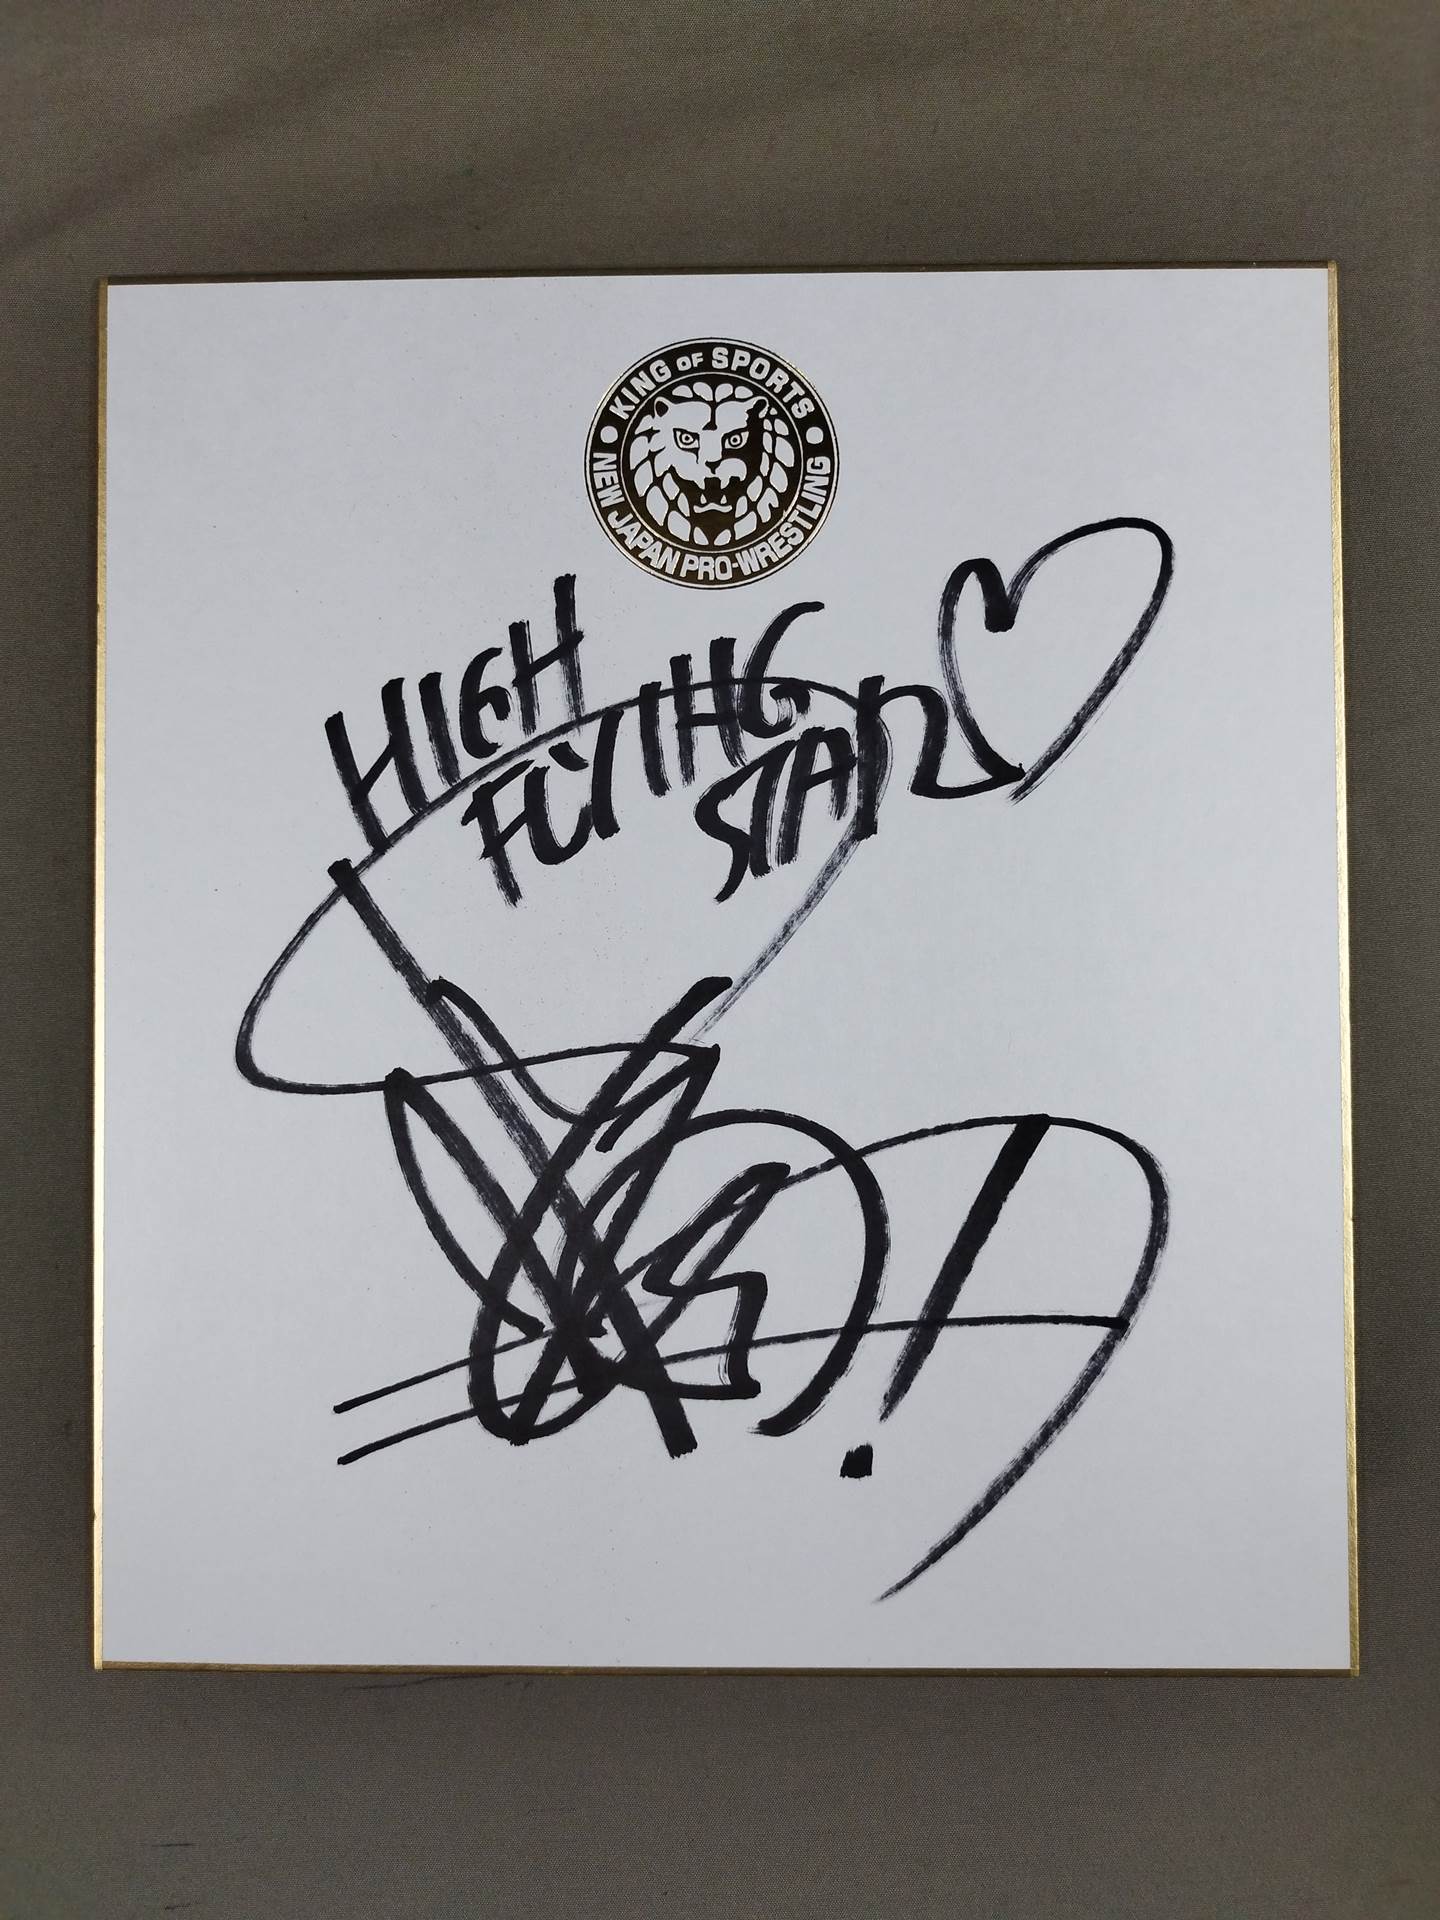 KING OF SPORTS
NEW JAPAN PRO-WRESTLING
HIGH
FLYING
STAR